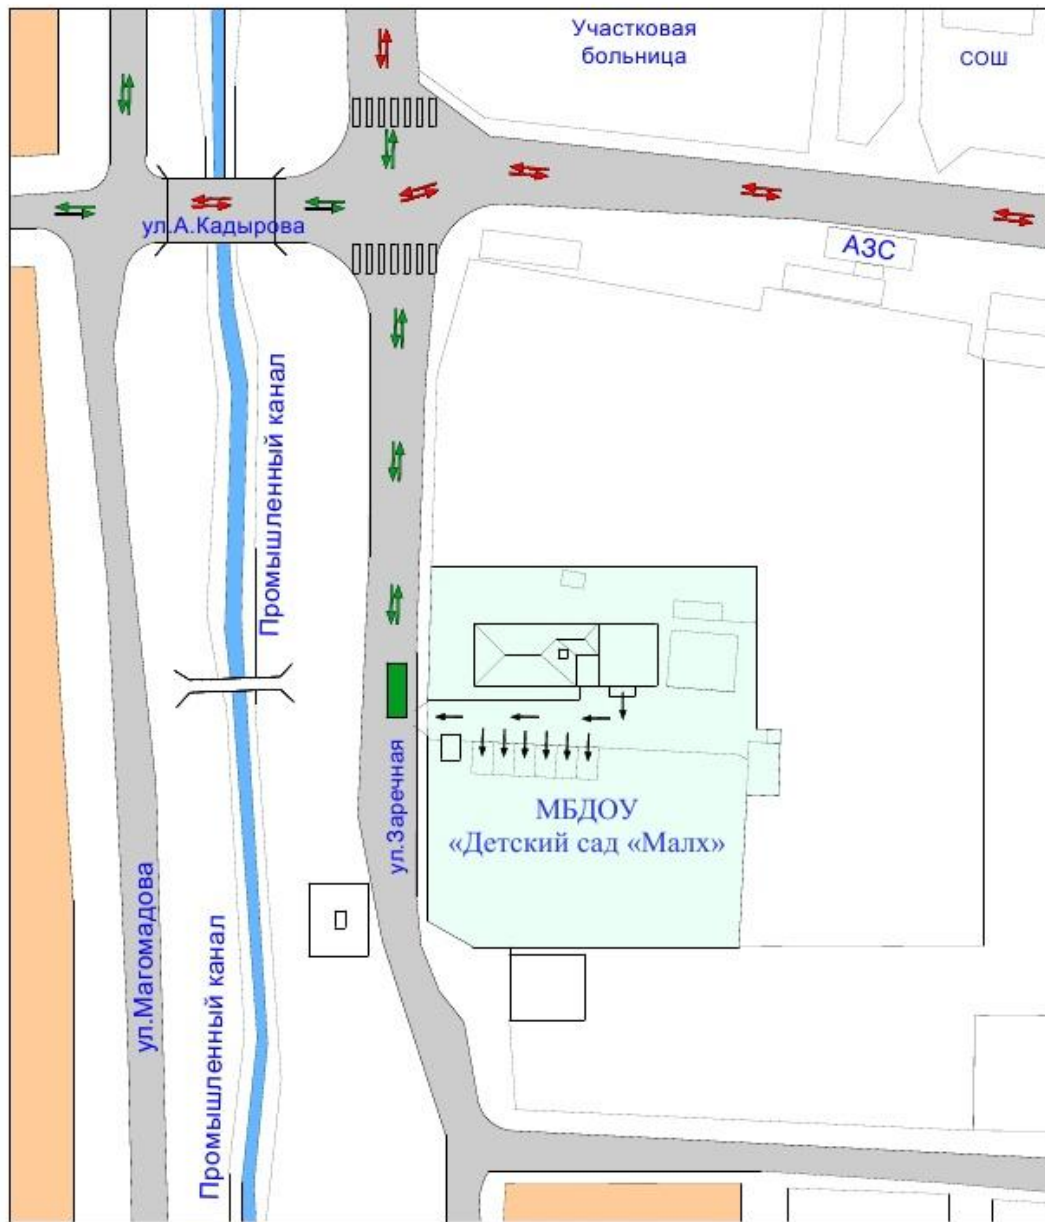 Участковая
больница
СОШ
ул.А.Кадырова
АЗС
Промышленный канал
ул.Заречная
МБДОУ
«Детский сад «Малх»
ул.Магомадова
Промышленный канал